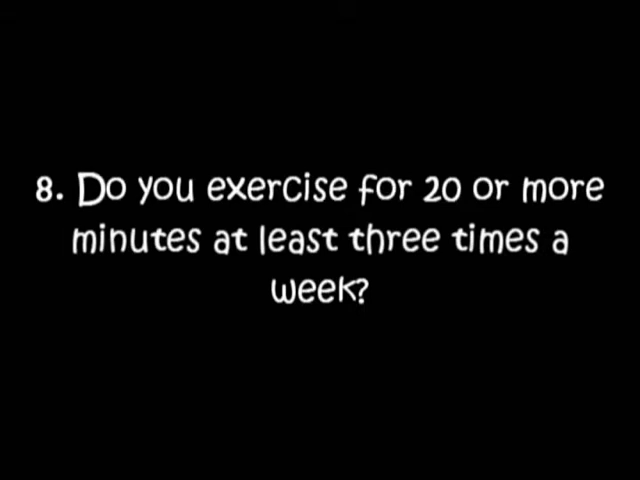 8. Do you exercise for 20 or more
minutes at least three times a
week?